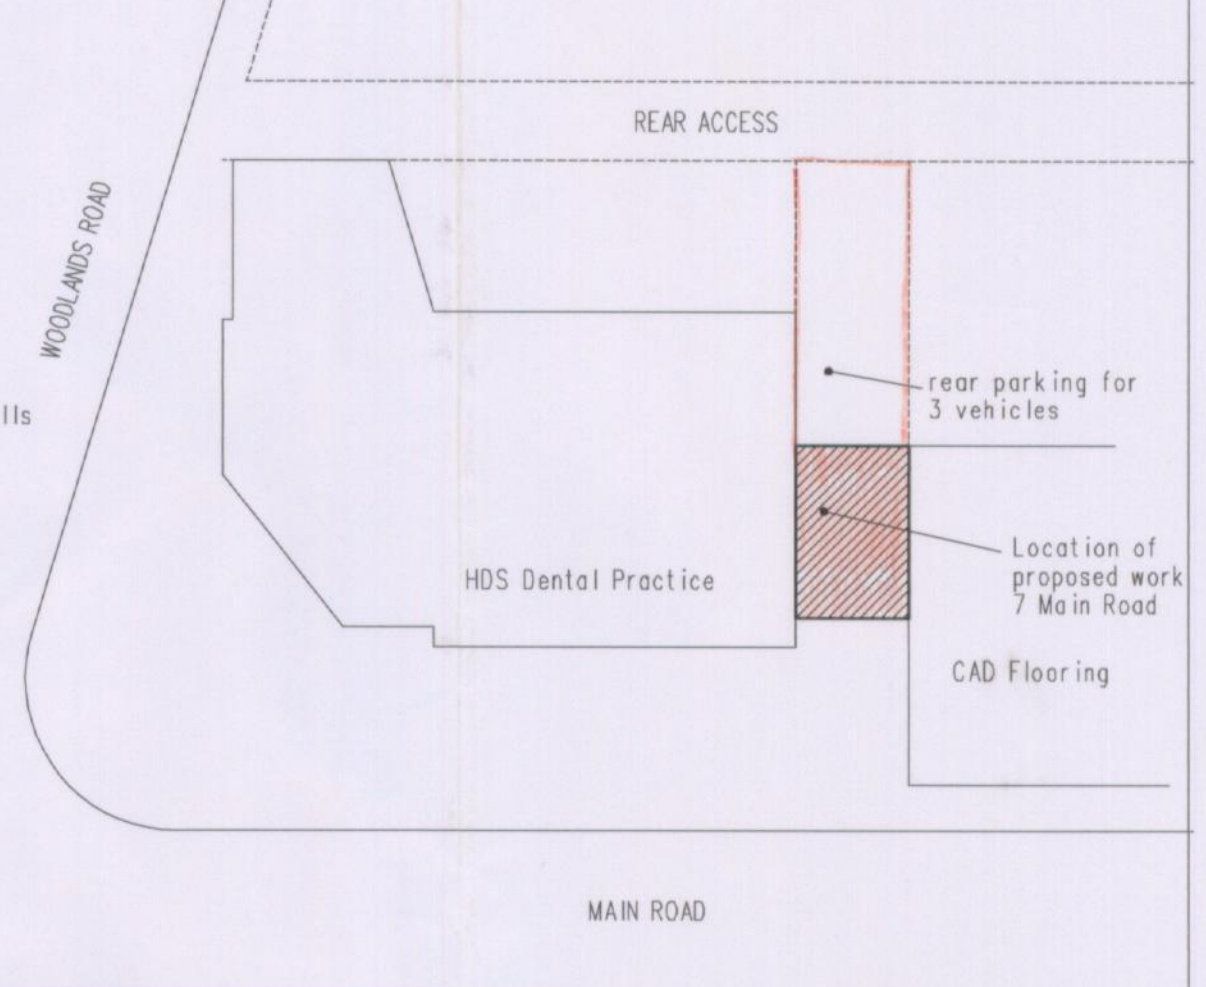 REAR ACCESS
WOODLANDS ROAD
rear parking for
3 vehicles
lls
Location of
proposed work
7 Main Road
HDS Dental Practice
CAD Flooring
MAIN ROAD